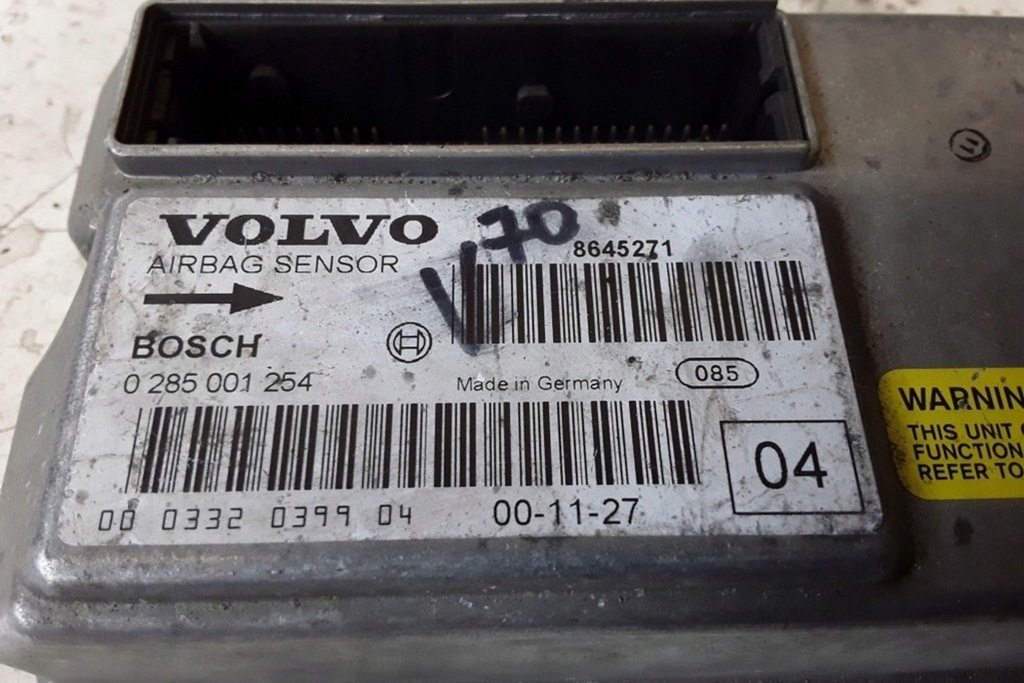 VOLVO
V70
8645271
AIRBAG SENSOR
BOSCH
0 285 001 254
Made in Germany
085
04
00 0332 0399 04
00-11-27
THIS UNIT
FUNCTION
REFER TO